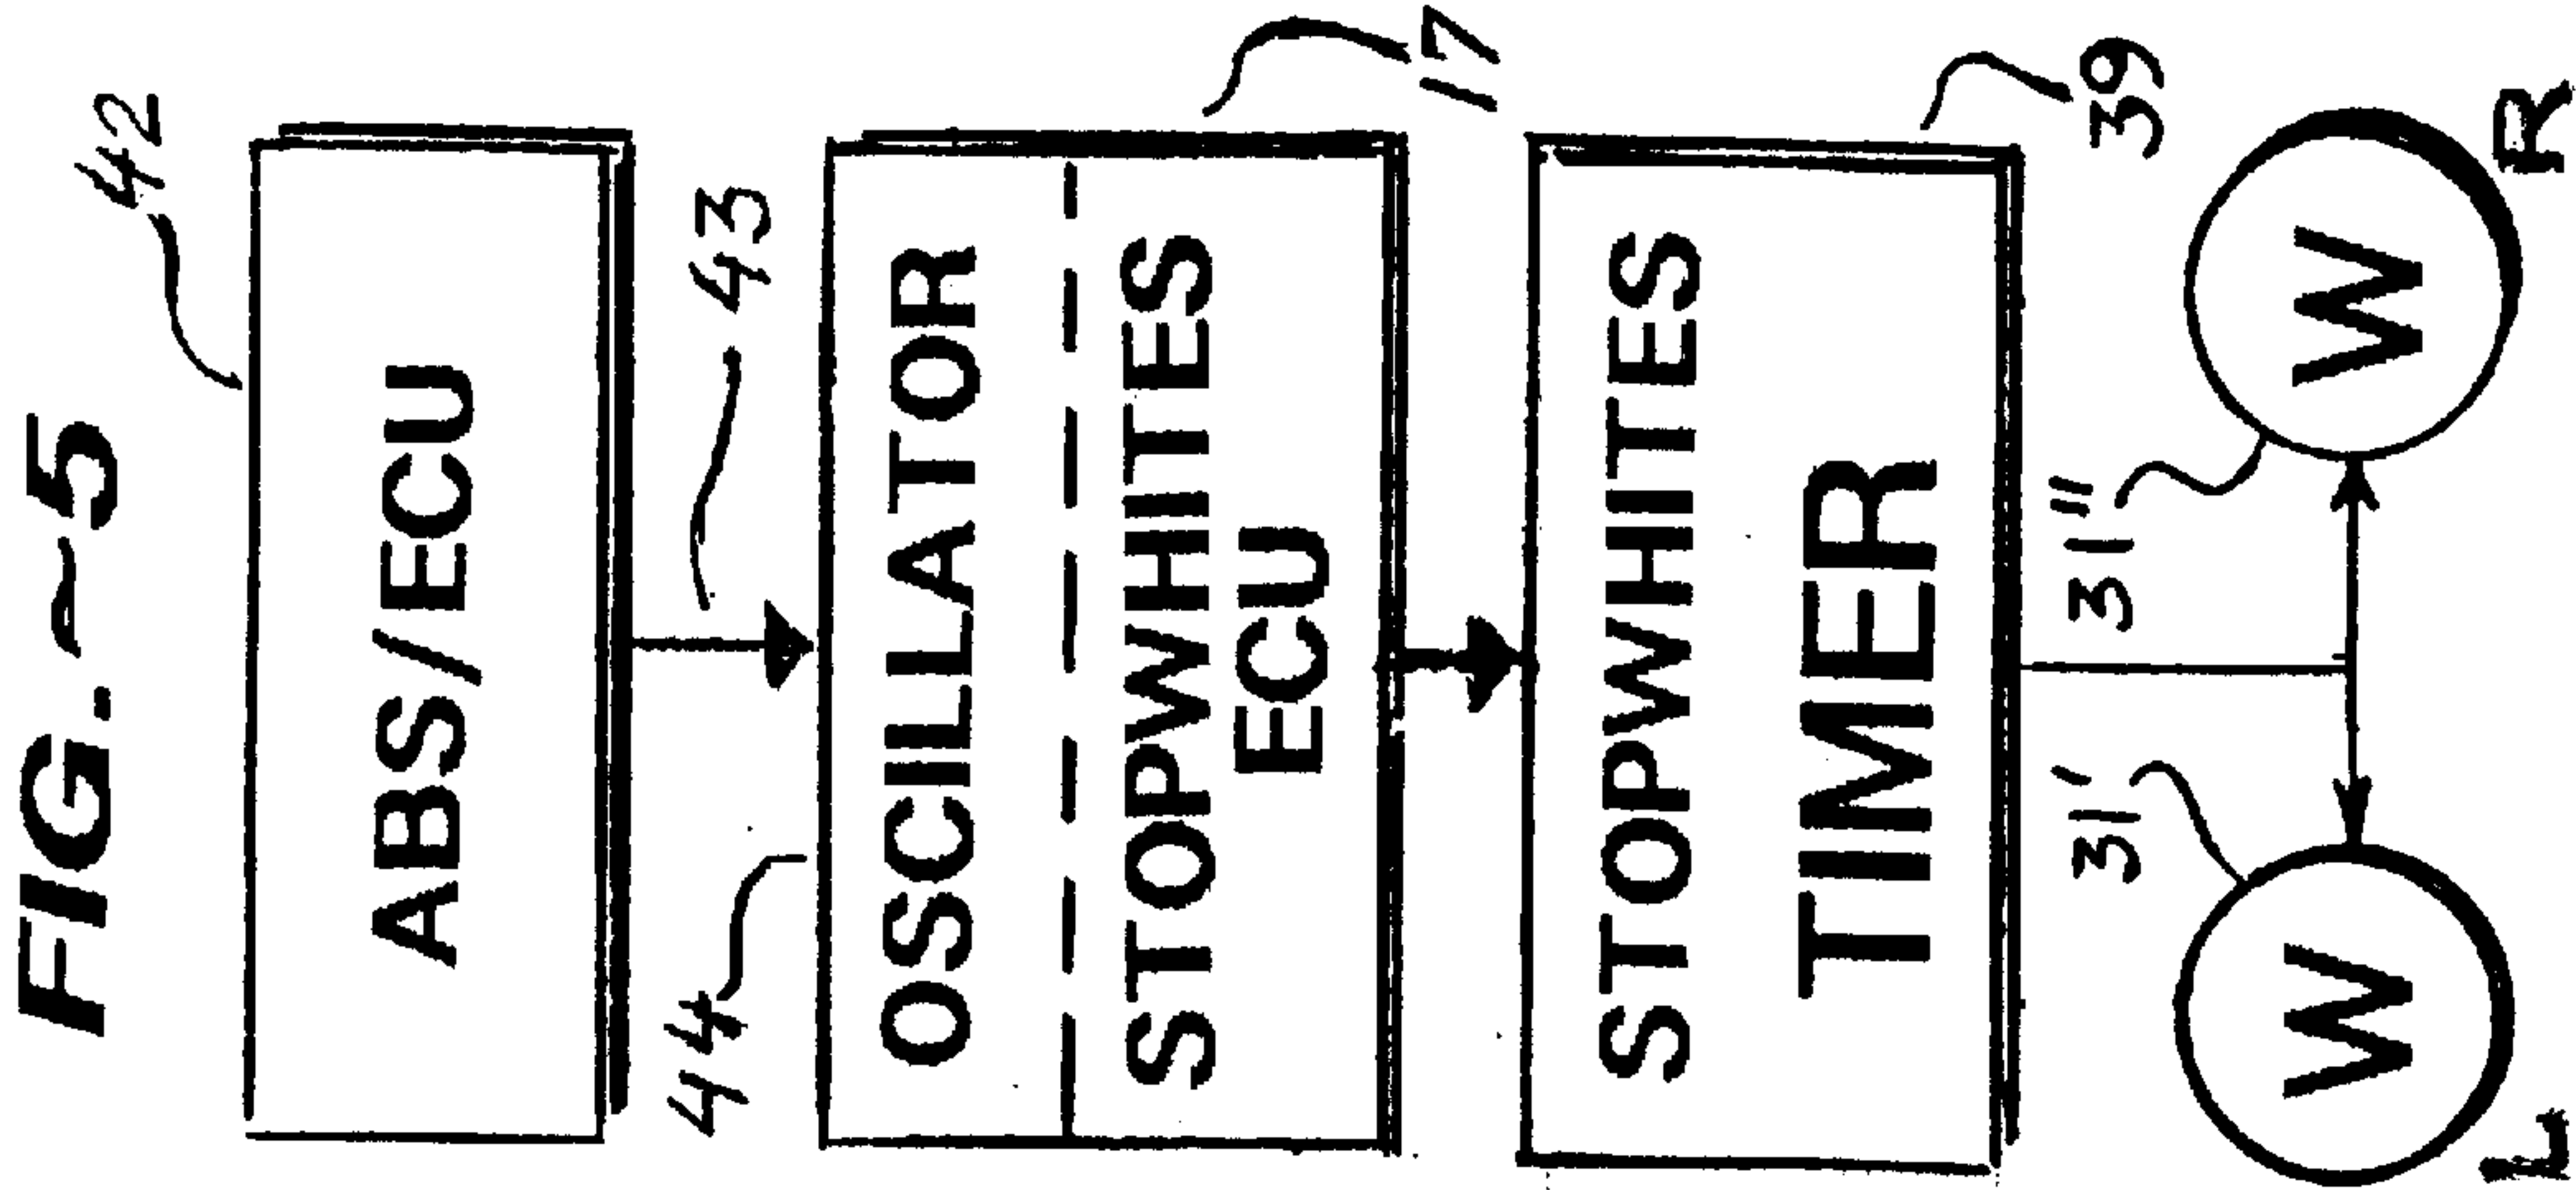 FIG.~5
42
ABS/ECU
43
44
OSCILLATOR
STOPWHITES
ECU
17
STOPWHITES
TIMER
39
31' 31"
W W
L R